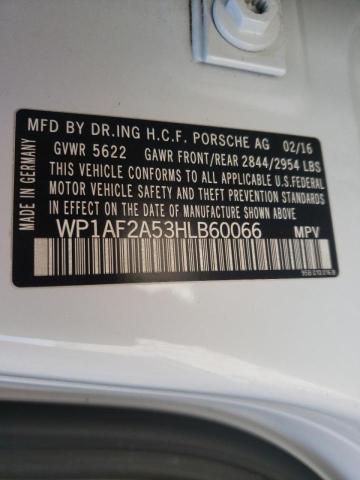 MFD BY DR.ING H.C.F. PORSCHE AG 02/16
GVWR 5622 GAWR FRONT/REAR 2844/2954 LBS
THIS VEHICLE CONFORMS TO ALL APPLICABLE U.S.FEDERAL
MOTOR VEHICLE SAFETY AND THEFT PREVENTION STANDARDS
IN EFFECT ON THE DATE OF MANUFACTURE SHOWN ABOVE
WP1AF2A53HLB60066 MPV
MADE IN GERMANY